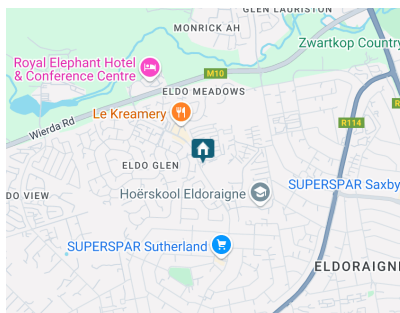 GLEN LAURISTON
MONRICK AH
Zwartkop Country
Royal Elephant Hotel
& Conference Centre
M10
ELDO MEADOWS
Le Kreamery
R114
Wierda Rd
ELDO GLEN
SUPERSPAR Saxby
DO VIEW
Hoërskool Eldoraigne
SUPERSPAR Sutherland
ELDORAIGNE